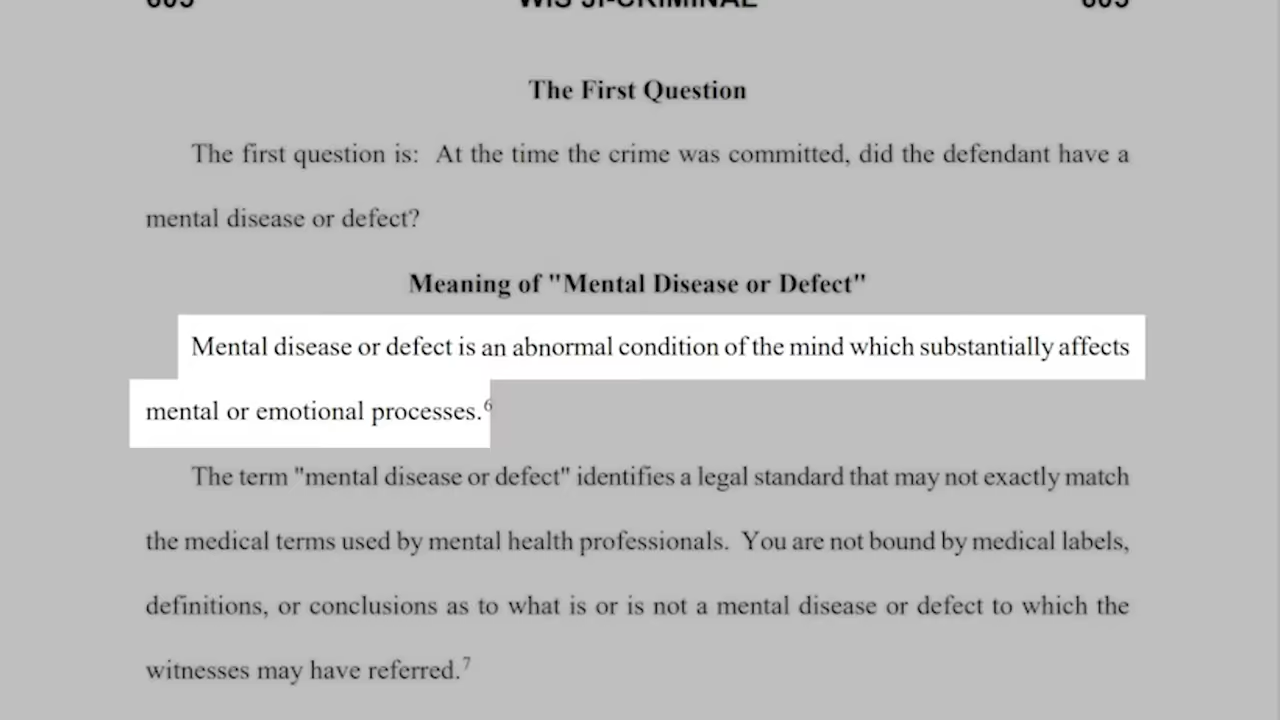 605 WIS JI-CRIMINAL 605
The First Question
The first question is: At the time the crime was committed, did the defendant have a
mental disease or defect?
Meaning of "Mental Disease or Defect"
Mental disease or defect is an abnormal condition of the mind which substantially affects
mental or emotional processes.6
The term "mental disease or defect" identifies a legal standard that may not exactly match
the medical terms used by mental health professionals. You are not bound by medical labels,
definitions, or conclusions as to what is or is not a mental disease or defect to which the
witnesses may have referred.7